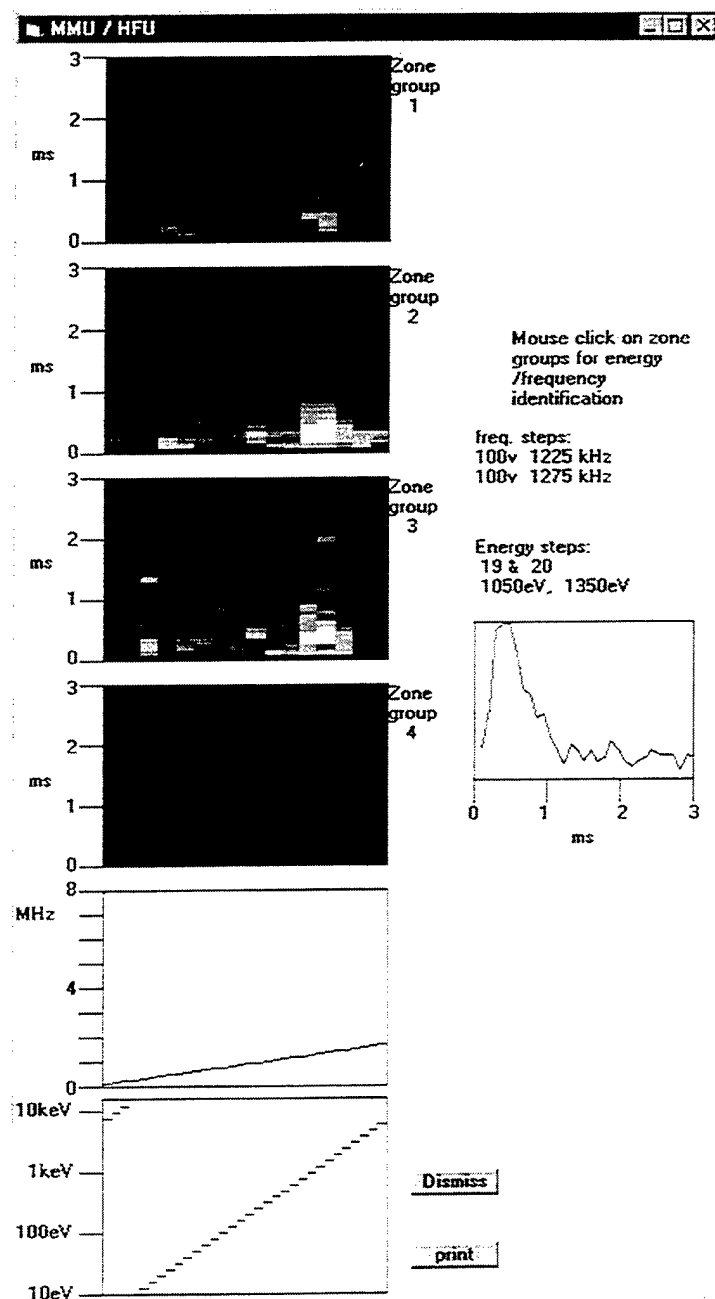 MMU / HFU
3
2
ms
1
0
Zone
group
1
3
2
ms
1
0
Zone
group
2
3
2
ms
1
0
Zone
group
3
3
2
ms
1
0
Zone
group
4
Mouse click on zone
groups for energy
/frequency
identification
freq. steps:
100v 1225 kHz
100v 1275 kHz
Energy steps:
19 & 20
1050eV, 1350eV
0 1 2 3
ms
8
MHz
4
0
10keV
1keV
100eV
10eV
Dismiss
print